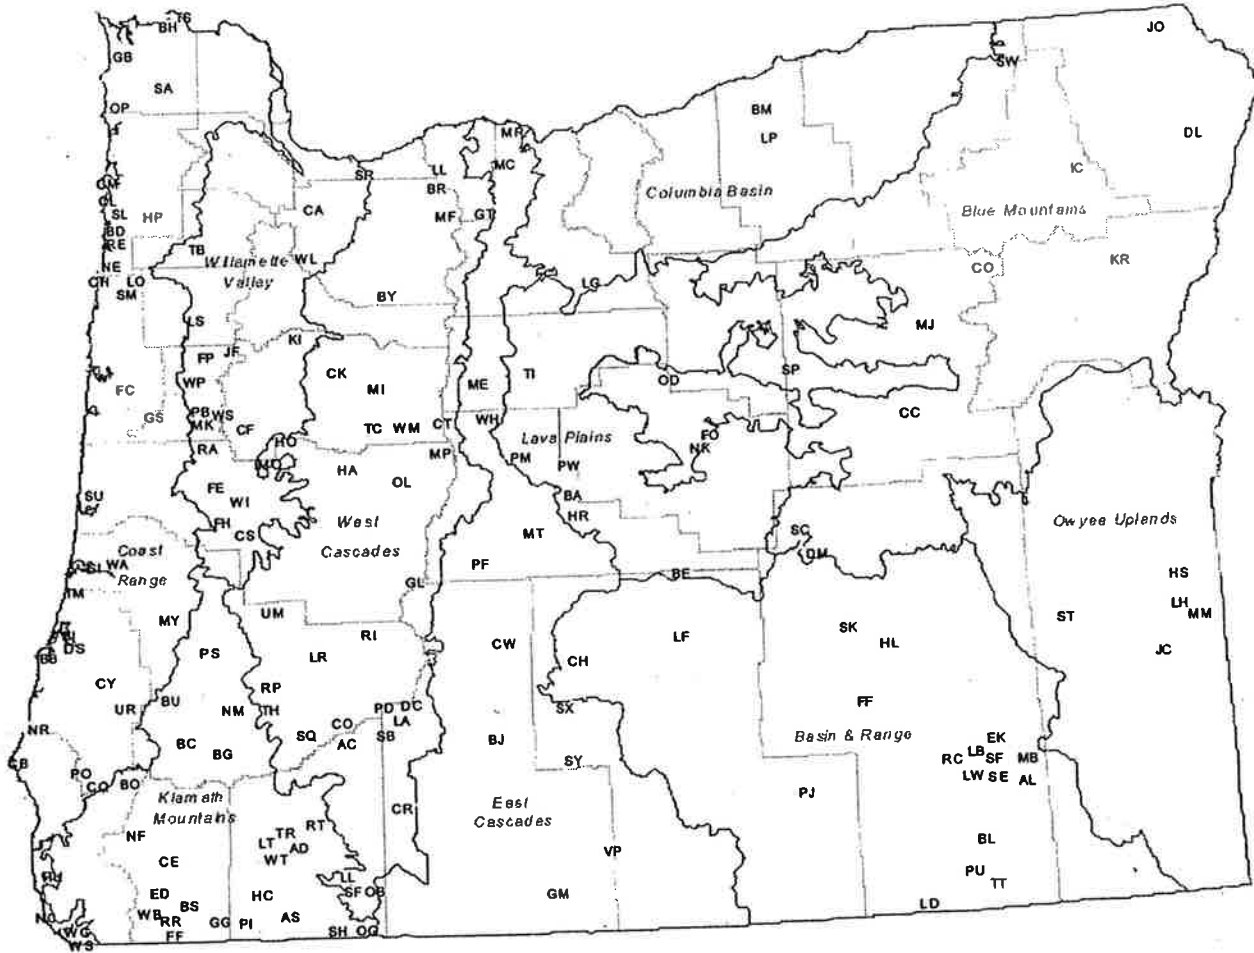 TS
BH
JO
GB
SW
SA
OP
BM
MR
DL
LP
MC
LL
IC
SR
BR
Columbia Basin
CL
CA
SL
HP
MF
GT
Blue Mountains
BD
RE
TB
WL
Willamette
Valley
KR
NE
CO
CH
LO
LG
SM
BY
LS
MJ
KI
JF
FP
CK
TI
SP
OD
WP
ME
MI
FC
PB
WS
GS
WH
CC
MK
CF
TC
WM
CT
FO
Lava Plains
HO
NK
RA
MP
PM
PW
HA
OL
FE
SU
WI
BA
FH
HR
West
Cascades
Owyee Uplands
CS
MT
SC
Coast
Range
DM
WA
PF
BE
HS
GL
TM
LH
UM
MM
MY
ST
SK
RI
LF
CW
HL
PS
DS
JC
LR
CH
BB
CY
RP
BU
FF
UR
NM
TH
PD
DC
SX
LA
CO
NR
SQ
SB
Basin & Range
EK
BJ
AC
BC
BG
LB
SF
RC
MB
SY
CB
PO
LW
SE
AL
CO
BO
PJ
Klamath
Mountains
CR
East
Cascades
RT
NF
TR
LT
AD
BL
WT
VP
CE
PU
LL
TT
ED
HC
SF
OB
GM
BS
LD
WB
RR
GG
PI
AS
FF
SH
OG
WG
WS